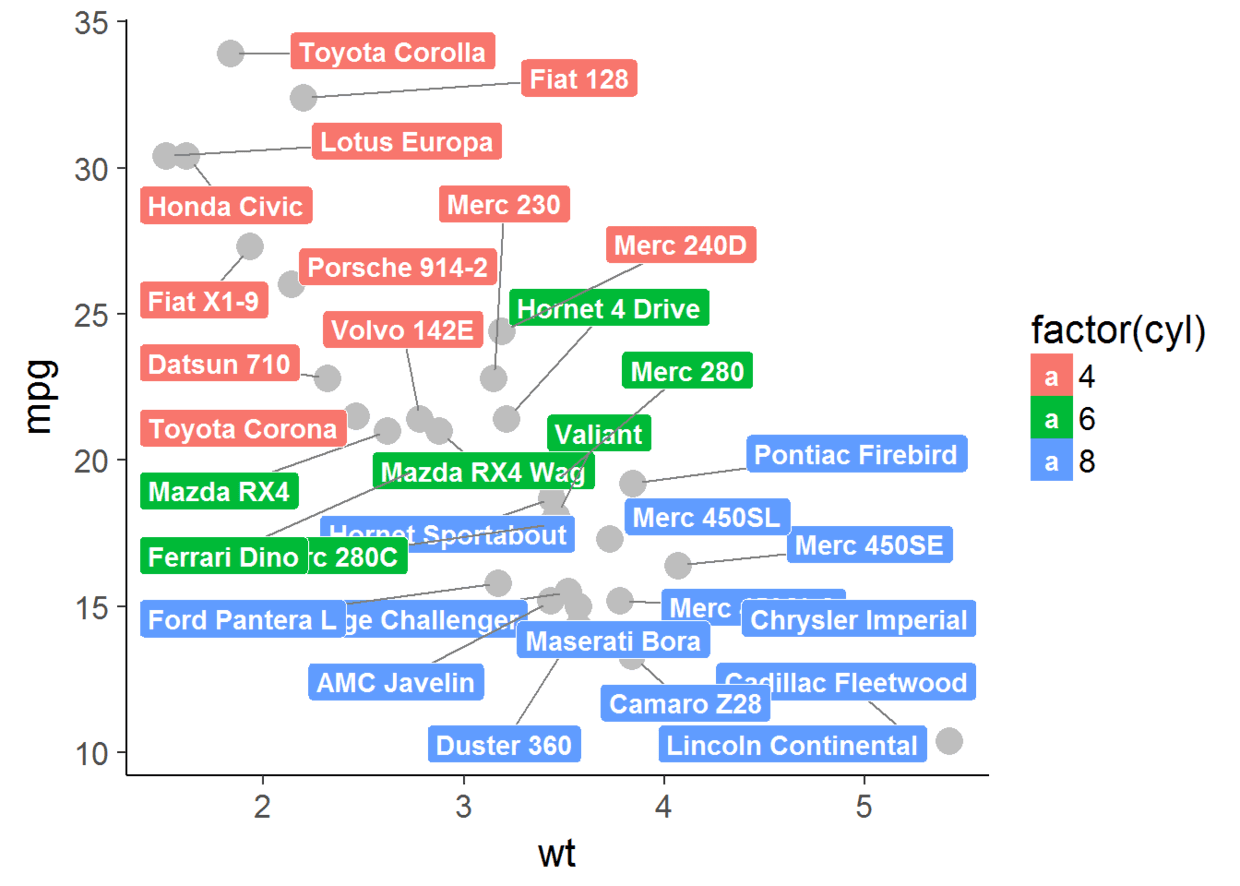 35
Toyota Corolla
Fiat 128
Lotus Europa
30
Honda Civic
Merc 230
Merc 240D
Porsche 914-2
Fiat X1-9
25
Hornet 4 Drive
Volvo 142E
Datsun 710
Merc 280
Toyota Corona
Valiant
20
Pontiac Firebird
Mazda RX4 Wag
Mazda RX4
Merc 450SL
Hornet Sportabout
Merc 450SE
Ferrari Dino
rc 280C
15
Merc
Ford Pantera L
ge Challenger
Chrysler Imperial
Maserati Bora
AMC Javelin
Cadillac Fleetwood
Camaro Z28
Duster 360
Lincoln Continental
10
2
3
4
5
wt
mpg
factor(cyl)
a 4
a 6
a 8